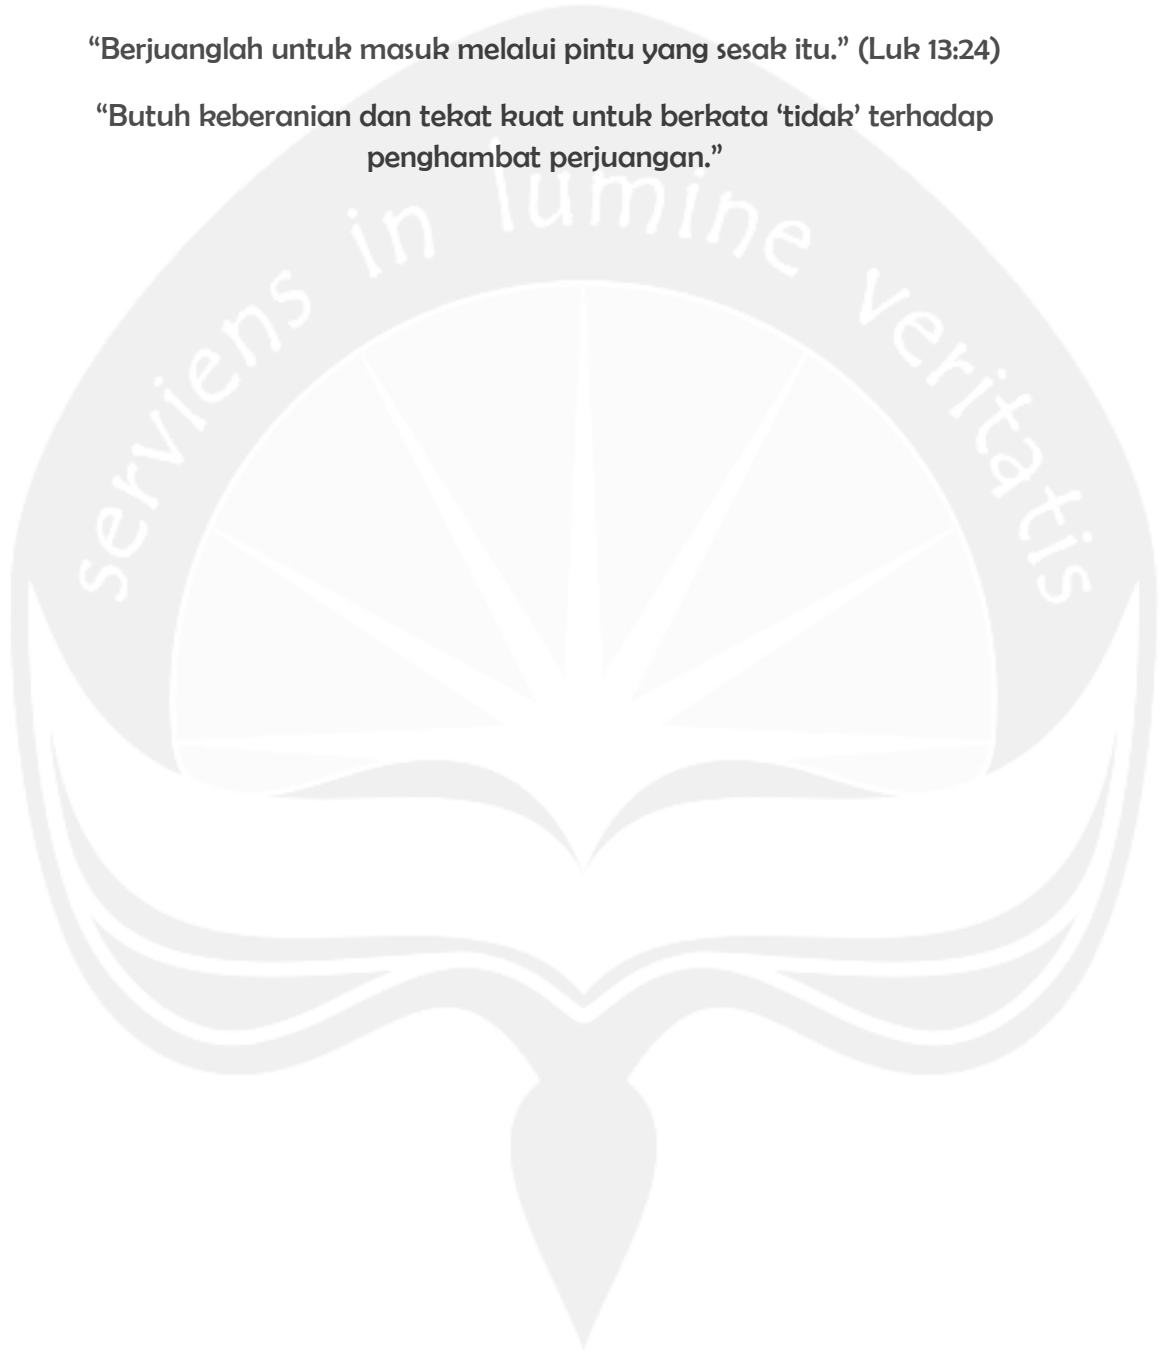 “Berjuanglah untuk masuk melalui pintu yang sesak itu.” (Luk 13:24)
“Butuh keberanian dan tekat kuat untuk berkata ‘tidak’ terhadap
penghambat perjuangan.”
serviens in lumine veritatis